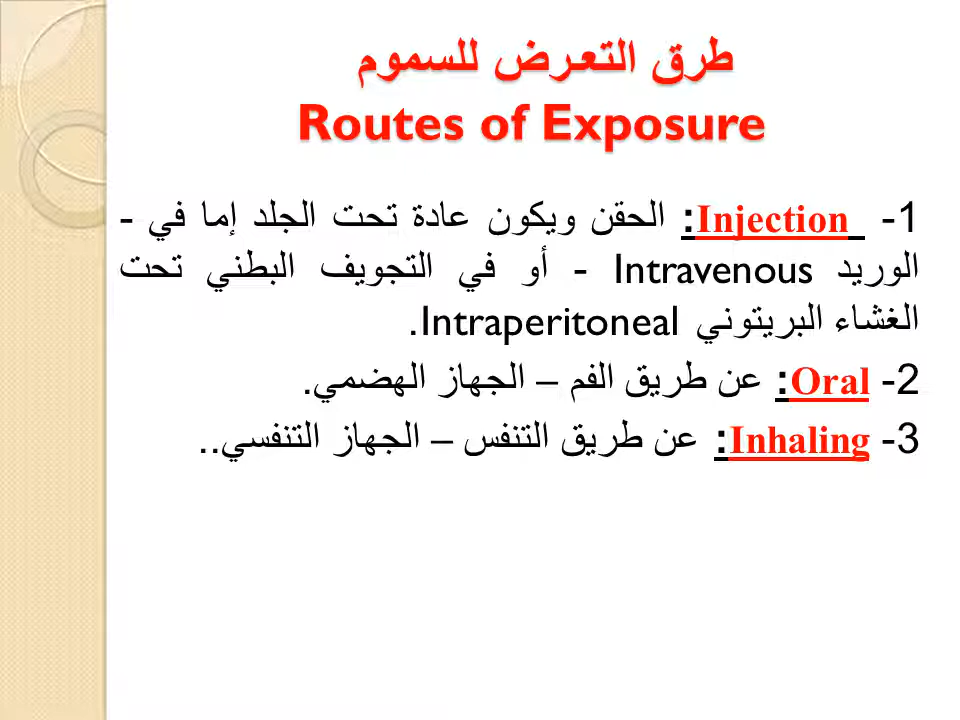 طرق التعرض للسموم
Routes of Exposure
1- Injection: الحقن ويكون عادة تحت الجلد إما في -
الوريد Intravenous - أو في التجويف البطني تحت
الغشاء البريتوني Intraperitoneal.
2- Oral: عن طريق الفم – الجهاز الهضمي.
3- Inhaling: عن طريق التنفس – الجهاز التنفسي..